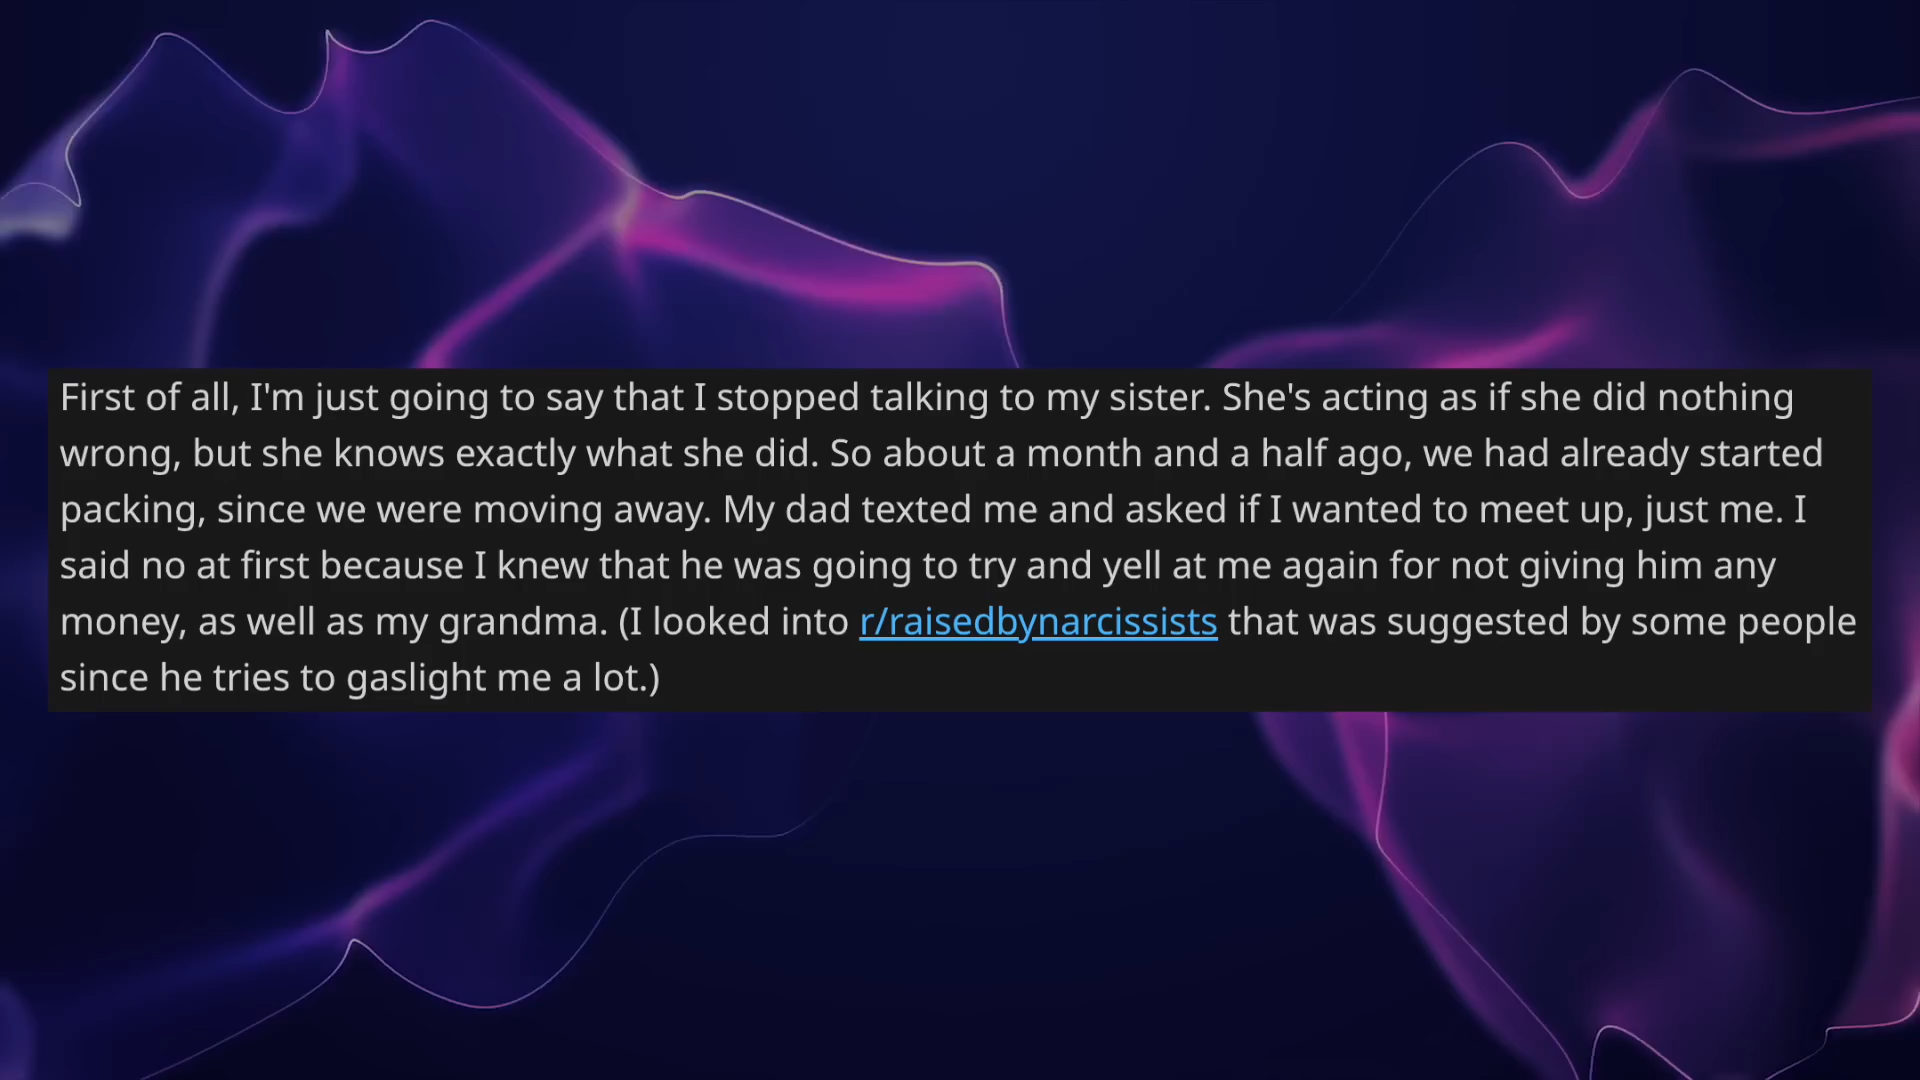 First of all, I'm just going to say that I stopped talking to my sister. She's acting as if she did nothing
wrong, but she knows exactly what she did. So about a month and a half ago, we had already started
packing, since we were moving away. My dad texted me and asked if I wanted to meet up, just me. I
said no at first because I knew that he was going to try and yell at me again for not giving him any
money, as well as my grandma. (I looked into r/raisedbynarcissists that was suggested by some people
since he tries to gaslight me a lot.)